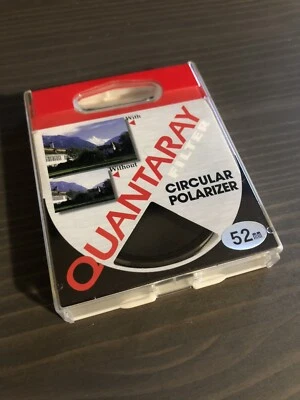 With
Without
QUANTARAY
FILTER
CIRCULAR
POLARIZER
52mm